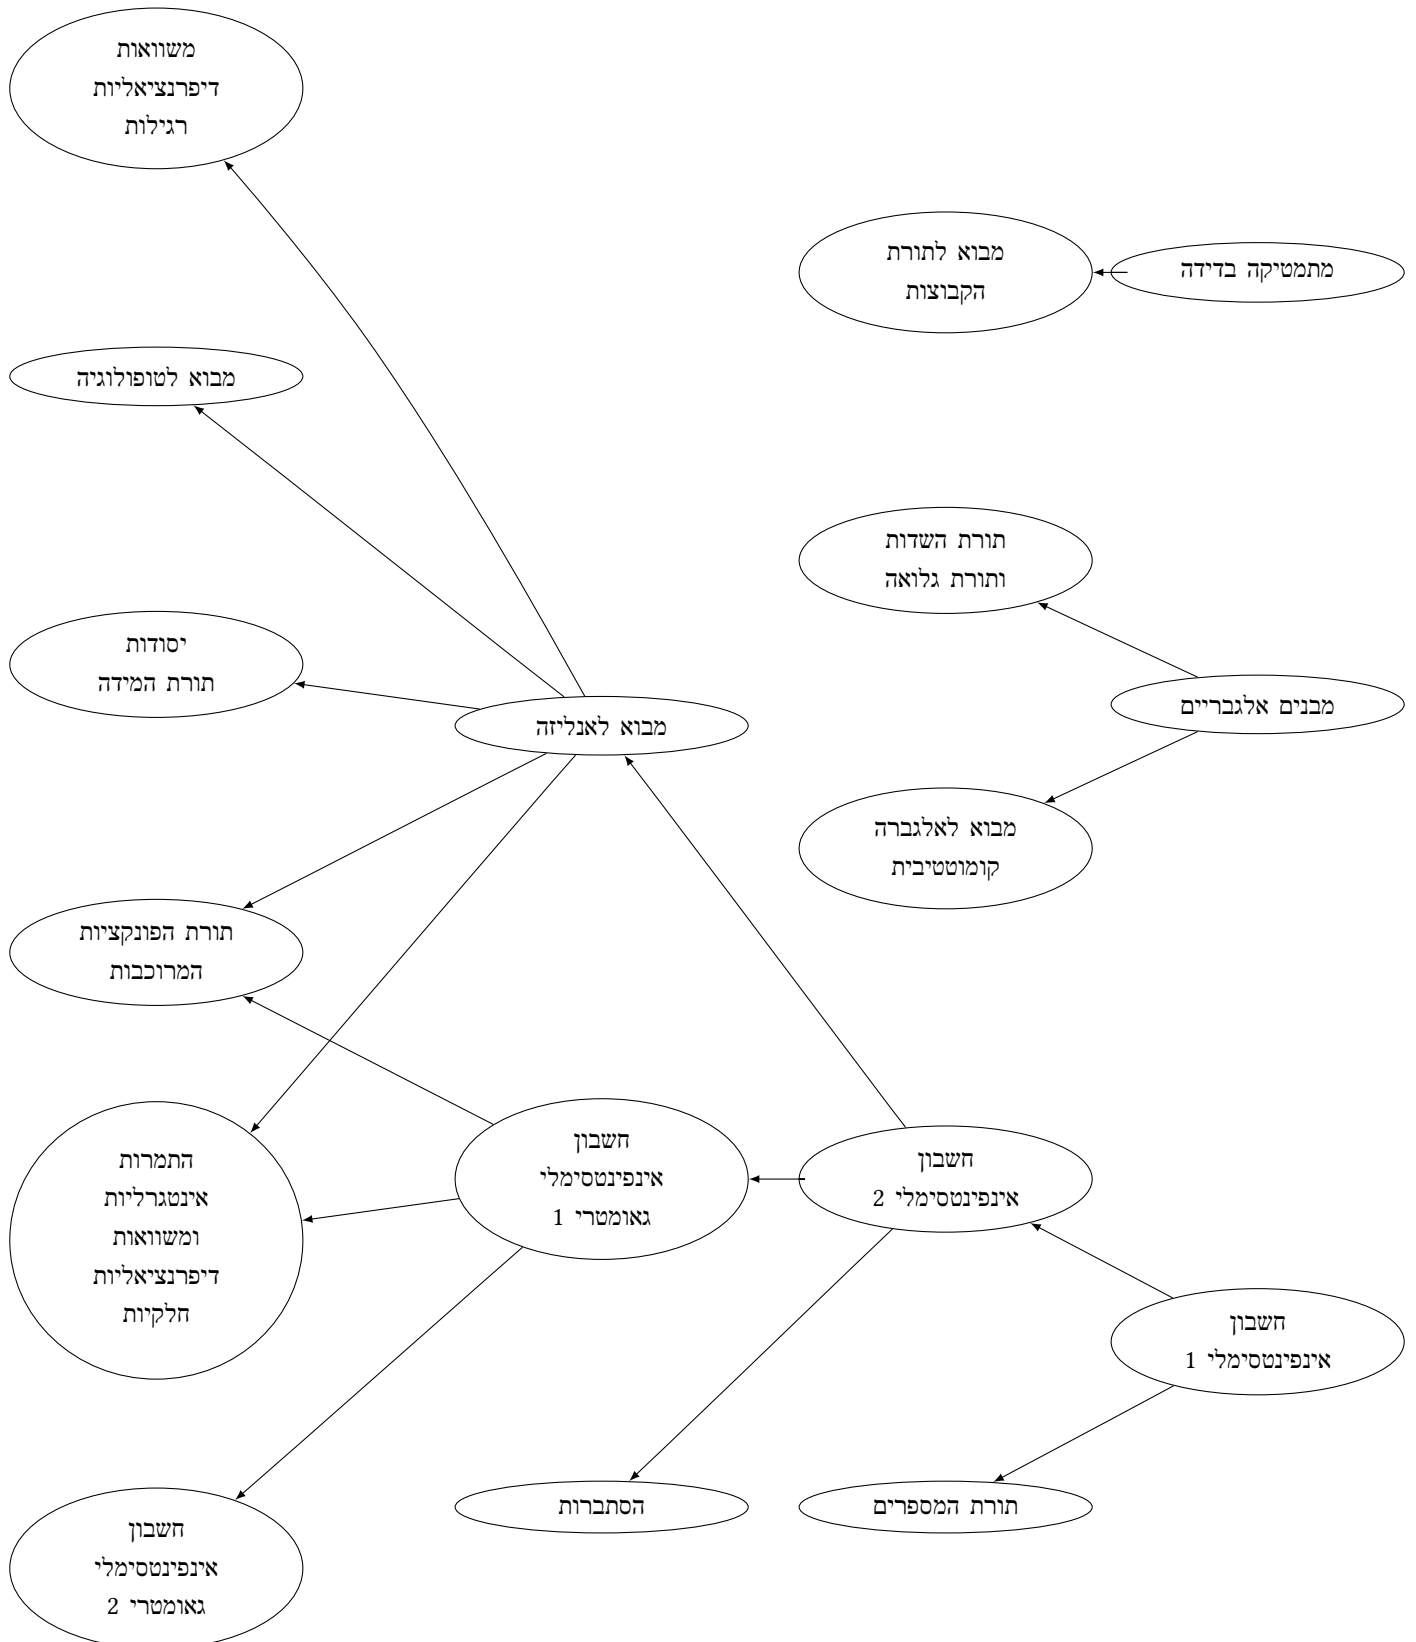 משוואות
דיפרנציאליות
רגילות
מבוא לתורת
הקבוצות
מתמטיקה בדידה
מבוא לטופולוגיה
תורת השדות
ותורת גלואה
יסודות
תורת המידה
מבנים אלגבריים
מבוא לאנליזה
מבוא לאלגברה
קומוטטיבית
תורת הפונקציות
המרוכבות
חשבון
אינפינטסימלי
גאומטרי 1
חשבון
אינפינטסימלי 2
התמרות
אינטגרליות
ומשוואות
דיפרנציאליות
חלקיות
חשבון
אינפינטסימלי 1
הסתברות
תורת המספרים
חשבון
אינפינטסימלי
גאומטרי 2